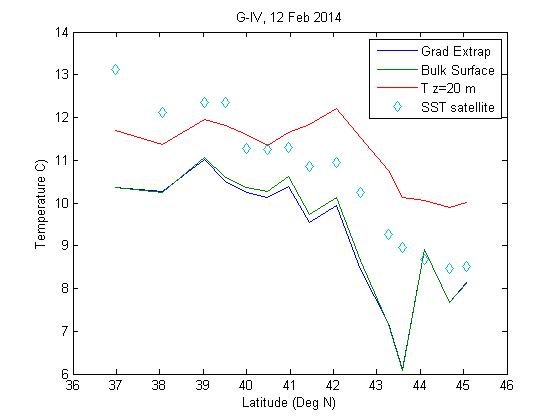 G-IV, 12 Feb 2014
14
13
12
11
10
9
8
7
6
Temperature C)
36 37 38 39 40 41 42 43 44 45 46
Latitude (Deg N)
Grad Extrap
Bulk Surface
T z=20 m
SST satellite